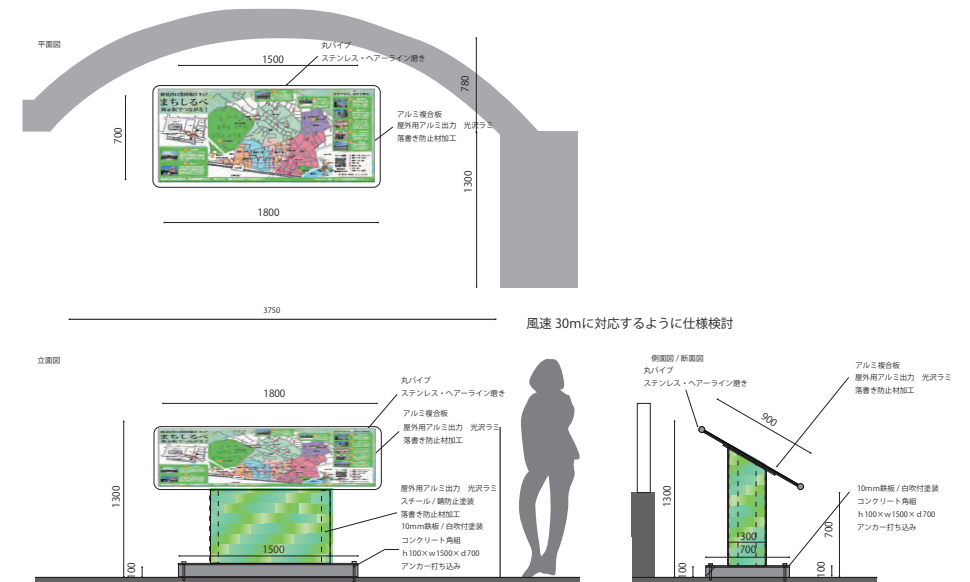 平面図
丸パイプ
ステンレス・ヘアーライン磨き
1500
780
まちしるべ
アルミ複合板
屋外用アルミ出力　光沢ラミ
落書き防止材加工
700
1300
1800
3750
風速 30mに対応するように仕様検討
立面図
1800
丸パイプ
ステンレス・ヘアーライン磨き
アルミ複合板
屋外用アルミ出力　光沢ラミ
落書き防止材加工
まちしるべ
1300
屋外用アルミ出力　光沢ラミ
スチール / 錆防止塗装
落書き防止材加工
10mm鉄板 / 白吹付塗装
コンクリート角組
h100×w1500×d700
アンカー打ち込み
1500
100
側面図 / 断面図
丸パイプ
ステンレス・ヘアーライン磨き
アルミ複合板
屋外用アルミ出力　光沢ラミ
落書き防止材加工
900
1300
10mm鉄板 / 白吹付塗装
コンクリート角組
h100×w1500×d700
アンカー打ち込み
700
300
700
100
100